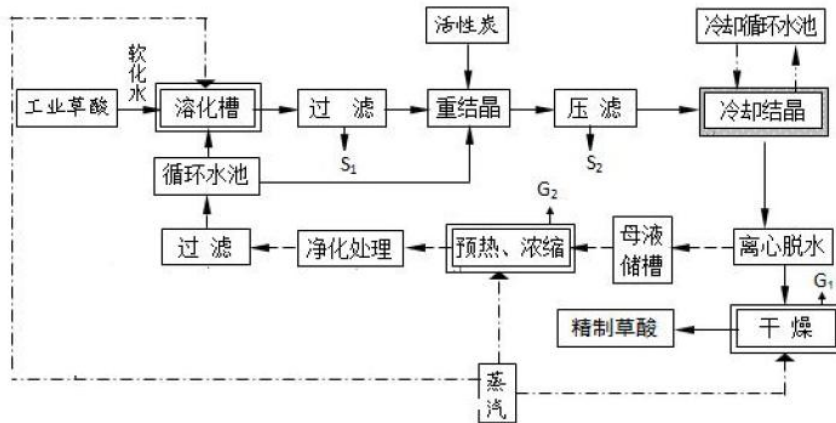 活性炭
冷却循环水池
软化水
工业草酸
溶化槽
过 滤
重结晶
压 滤
冷却结晶
S1
S2
循环水池
G2
过 滤
净化处理
预热、浓缩
母液
储槽
离心脱水
G1
精制草酸
干 燥
蒸汽